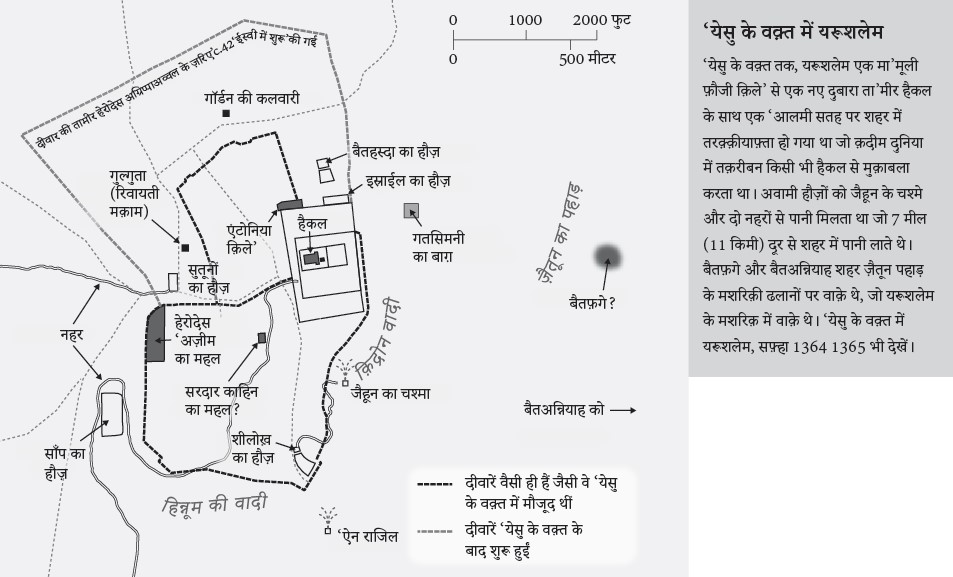 दीवार की तामीर हेरोदेस अग्रिप्पाअव्वल के ज़रिए'c.42'ईस्वी में शुरू'की गई
0 1000 2000 फुट
0 500 मीटर
गॉर्डन की कलवारी
बैतहस्दा का हौज़
इस्राईल का हौज़
गुल्गुता
(रिवायती
मक़ाम)
एंटोनिया
क़िले'
हैकल
गतसिमनी
का बाग़
ज़ैतून का पहाड़
बैतफ़गे?
सुतूनों
का हौज़
नहर
हेरोदेस
'अज़ीम
का महल
सरदार काहिन
का महल?
क़िद्रोन वादी
जैहून का चश्मा
बैतअन्नियाह को
शीलोख़
का हौज़
साँप का
हौज़
हिन्नूम की वादी
'ऐन राजिल
दीवारें वैसी ही हैं जैसी वे 'येसु
के वक़्त में मौजूद थीं
दीवारें 'येसु के वक़्त के
बाद शुरू हुईं
'येसु के वक़्त में यरूशलेम
'येसु के वक़्त तक, यरूशलेम एक मा'मूली
फ़ौजी क़िले' से एक नए दुबारा ता'मीर हैकल
के साथ एक 'आलमी सतह पर शहर में
तरक़्क़ीयाफ़्ता हो गया था जो क़दीम दुनिया
में तक़रीबन किसी भी हैकल से मुक़ाबला
करता था। अवामी हौज़ों को जैहून के चश्मे
और दो नहरों से पानी मिलता था जो 7 मील
(11 किमी) दूर से शहर में पानी लाते थे।
बैतफ़गे और बैतअन्नियाह शहर ज़ैतून पहाड़
के मशरिक़ी ढलानों पर वाक़े थे, जो यरूशलेम
के मशरिक़ में वाक़े थे। 'येसु के वक़्त में
यरूशलेम, सफ़्हा 1364 1365 भी देखें।